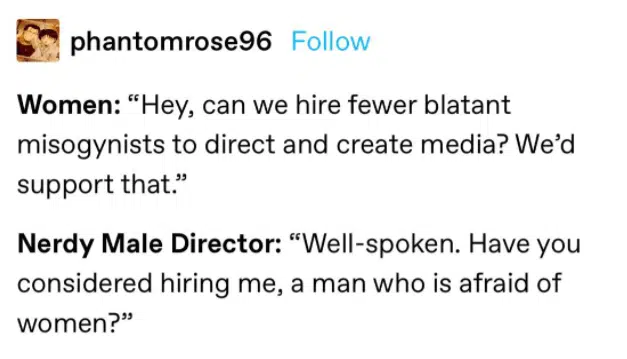 phantomrose96 Follow
Women: “Hey, can we hire fewer blatant
misogynists to direct and create media? We’d
support that.”
Nerdy Male Director: “Well-spoken. Have you
considered hiring me, a man who is afraid of
women?”